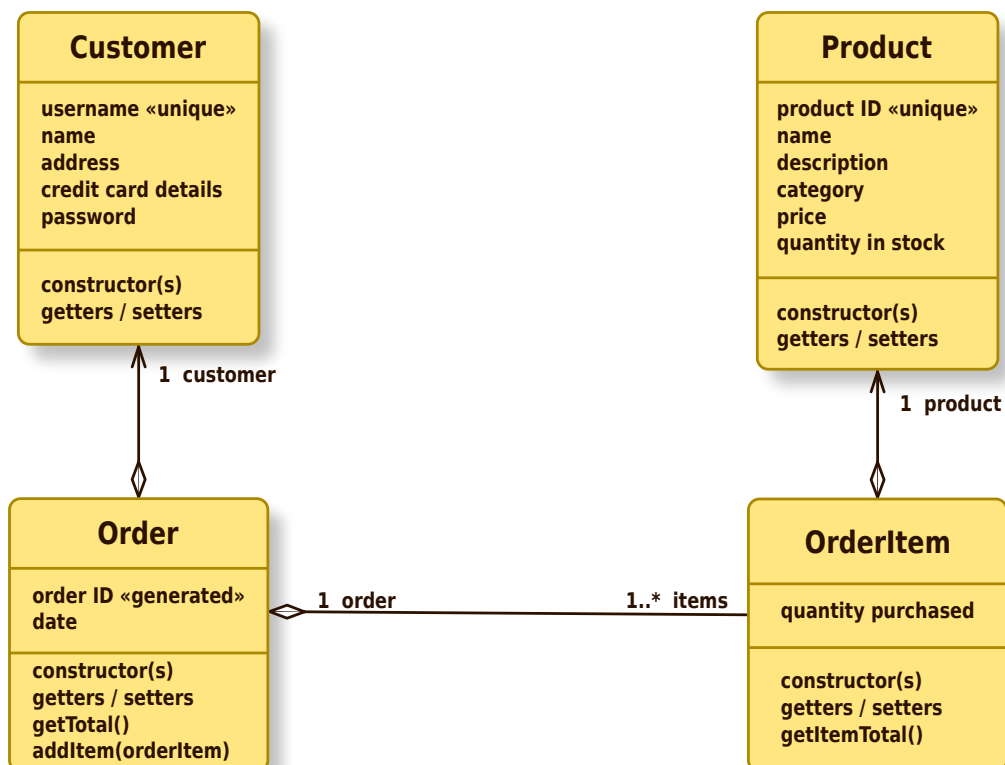 Customer
username «unique»
name
address
credit card details
password
constructor(s)
getters / setters
1 customer
Product
product ID «unique»
name
description
category
price
quantity in stock
constructor(s)
getters / setters
1 product
Order
order ID «generated»
date
constructor(s)
getters / setters
getTotal()
addItem(orderItem)
1 order
1..* items
OrderItem
quantity purchased
constructor(s)
getters / setters
getItemTotal()